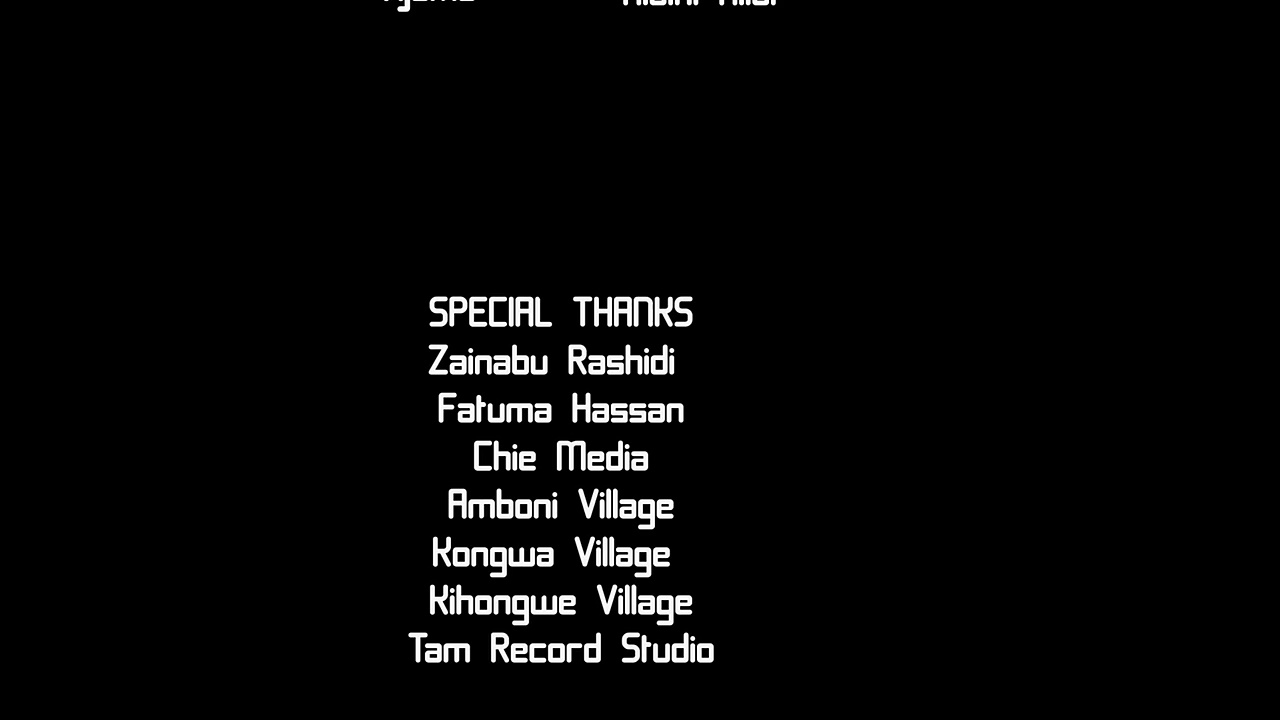 SPECIAL THANKS
Zainabu Rashidi
Fatuma Hassan
Chie Media
Amboni Village
Kongwa Village
Kihongwe Village
Tam Record Studio